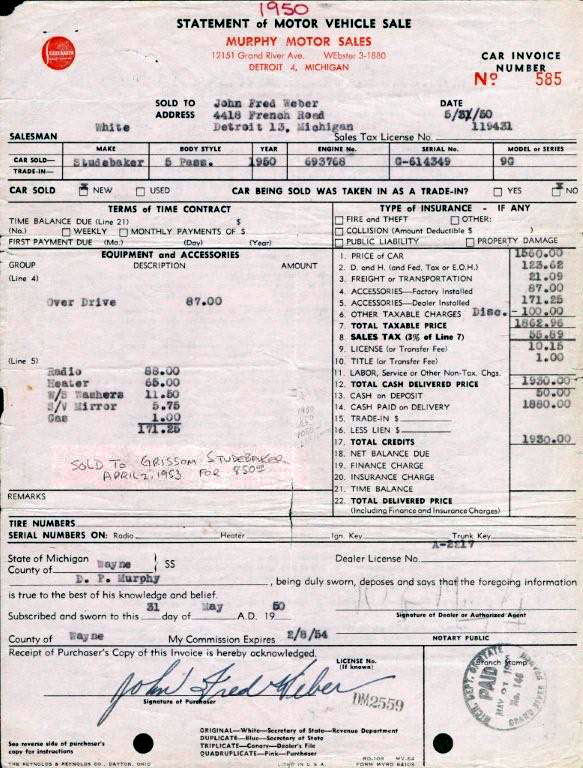 1950
STATEMENT of MOTOR VEHICLE SALE
STUDEBAKER
MURPHY MOTOR SALES
12151 Grand River Ave. WEbster 3-1880
DETROIT 4, MICHIGAN
CAR INVOICE
NUMBER
No 585
SOLD TO John Fred Weber
ADDRESS 4418 French Road
Detroit 13, Michigan
DATE 5/31/50
SALESMAN White
Sales Tax License No. 119431
MAKE BODY STYLE YEAR ENGINE No. SERIAL No. MODEL or SERIES
CAR SOLD— Studebaker 5 Pass. 1950 693768 G-614349 9G
TRADE-IN—
CAR SOLD X NEW USED CAR BEING SOLD WAS TAKEN IN AS A TRADE-IN? YES X NO
TERMS OF TIME CONTRACT
TIME BALANCE DUE (Line 21) $
(No.) WEEKLY MONTHLY PAYMENTS OF $
FIRST PAYMENT DUE (Mo.) (Day) (Year)
TYPE OF INSURANCE - IF ANY
FIRE and THEFT OTHER:
COLLISION (Amount Deductible $ )
PUBLIC LIABILITY PROPERTY DAMAGE
EQUIPMENT AND ACCESSORIES
GROUP DESCRIPTION AMOUNT
(Line 4)
Over Drive 87.00
(Line 5)
Radio 88.00
Heater 65.00
W/S Washers 11.50
S/V Mirror 5.75
Gas 1.00
171.25
SOLD TO GRISSOM STUDEBAKER
APRIL 2, 1953 FOR 850
REMARKS
1. PRICE OF CAR 1560.00
2. D. and H. (and Fed. Tax or E.O.H.) 123.62
3. FREIGHT or TRANSPORTATION 21.09
4. ACCESSORIES—Factory Installed 87.00
5. ACCESSORIES—Dealer Installed 171.25
6. OTHER TAXABLE CHARGES Disc. - 100.00
7. TOTAL TAXABLE PRICE 1862.96
8. SALES TAX (3% of Line 7) 55.89
9. LICENSE (or Transfer Fee) 10.15
10. TITLE (or Transfer Fee) 1.00
11. LABOR, Service or Other Non-Tax. Chgs.
12. TOTAL CASH DELIVERED PRICE 1930.00
13. CASH on DEPOSIT 50.00
14. CASH PAID on DELIVERY 1880.00
15. TRADE-IN $
16. LESS LIEN $
17. TOTAL CREDITS 1930.00
18. NET BALANCE DUE
19. FINANCE CHARGE
20. INSURANCE CHARGE
21. TIME BALANCE
22. TOTAL DELIVERED PRICE
(Including Finance and Insurance Charges)
TIRE NUMBERS
SERIAL NUMBERS ON: Radio Heater Ign. Key Trunk Key
A-2217
State of Michigan
County of Wayne } SS
Dealer License No.
D. P. Murphy, being duly sworn, deposes and says that the foregoing information
is true to the best of his knowledge and belief.
Subscribed and sworn to this 31 day of May A.D. 19 50
Signature of Dealer or Authorized Agent
County of Wayne My Commission Expires 2/8/54 NOTARY PUBLIC
Receipt of Purchaser's Copy of this Invoice is hereby acknowledged.
LICENSE No.
(If known)
Branch Stamp
John Fred Weber
Signature of Purchaser
DM2559
MICH. DEPT. OF STATE
PAID
No. 146
ORIGINAL—White—Secretary of State—Revenue Department
DUPLICATE—Blue—Secretary of State
TRIPLICATE—Canary—Dealer's File
QUADRUPLICATE—Pink—Purchaser
See reverse side of purchaser's
copy for instructions
THE REYNOLDS & REYNOLDS CO., DAYTON, OHIO
LITHO IN U.S.A.